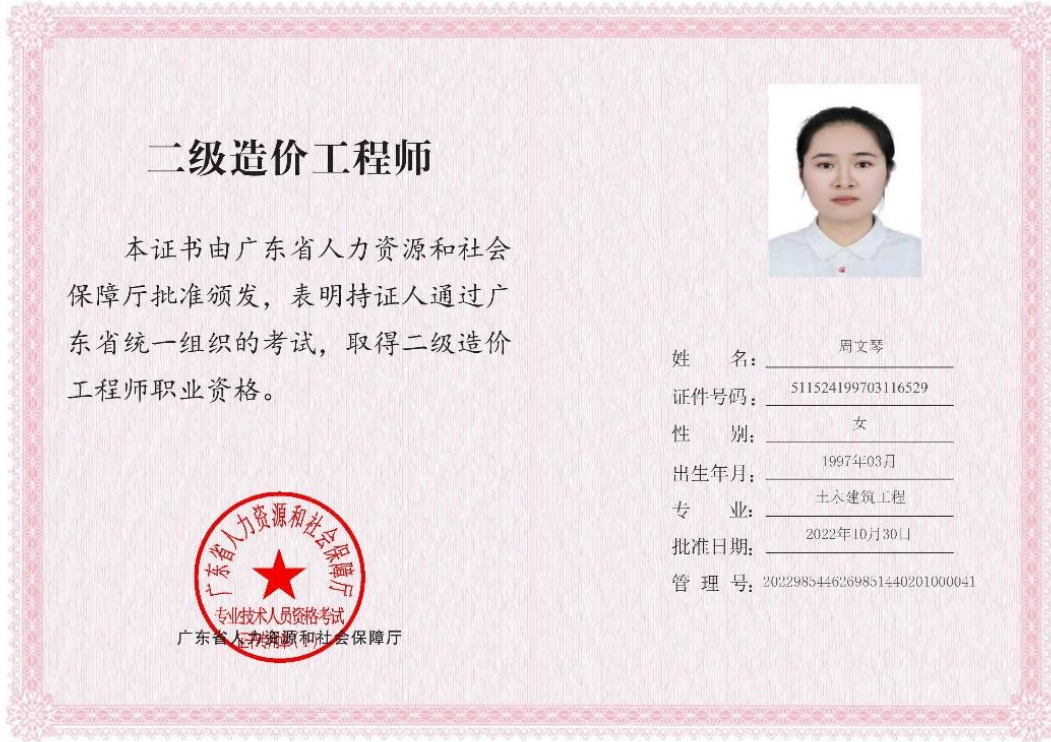 二级造价工程师
本证书由广东省人力资源和社会
保障厅批准颁发，表明持证人通过广
东省统一组织的考试，取得二级造价
工程师职业资格。
广东省人力资源和社会保障厅
专业技术人员资格考试
广东省人力资源和社会保障厅
姓 名：周文琴
证件号码：511524199703116529
性 别：女
出生年月：1997年03月
专 业：土木建筑工程
批准日期：2022年10月30日
管 理 号：20229854462698514402010000​41